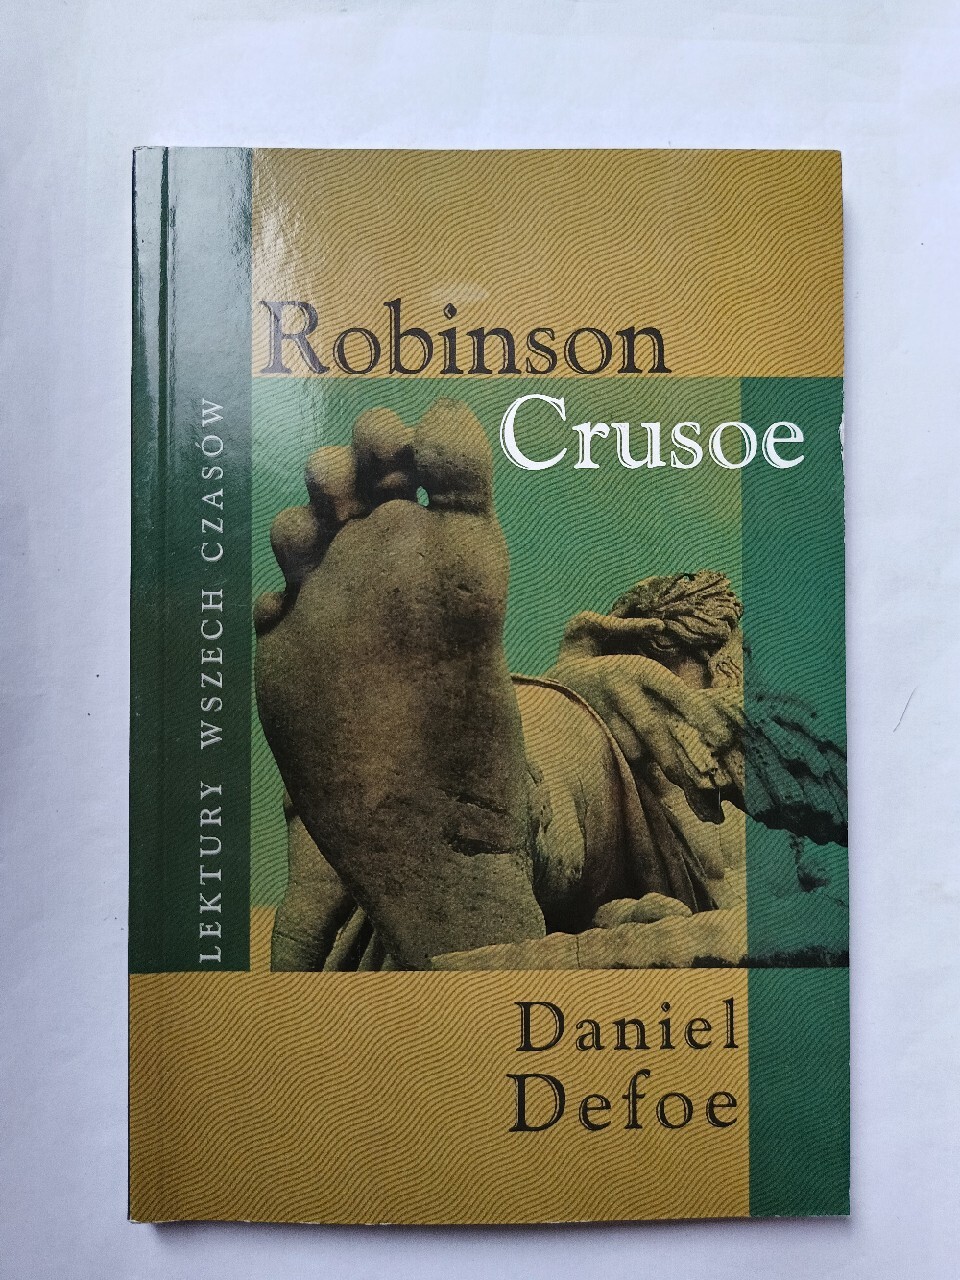 Robinson
Crusoe
LEKTURY WSZECH CZASÓW
Daniel
Defoe